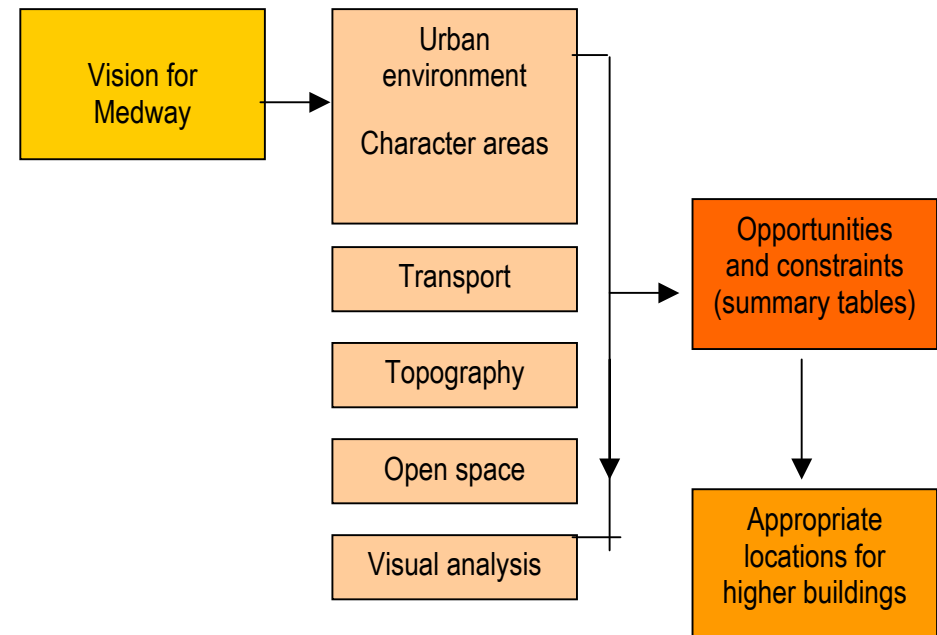 Vision for
Medway
Urban
environment
Character areas
Transport
Topography
Open space
Visual analysis
Opportunities
and constraints
(summary tables)
Appropriate
locations for
higher buildings